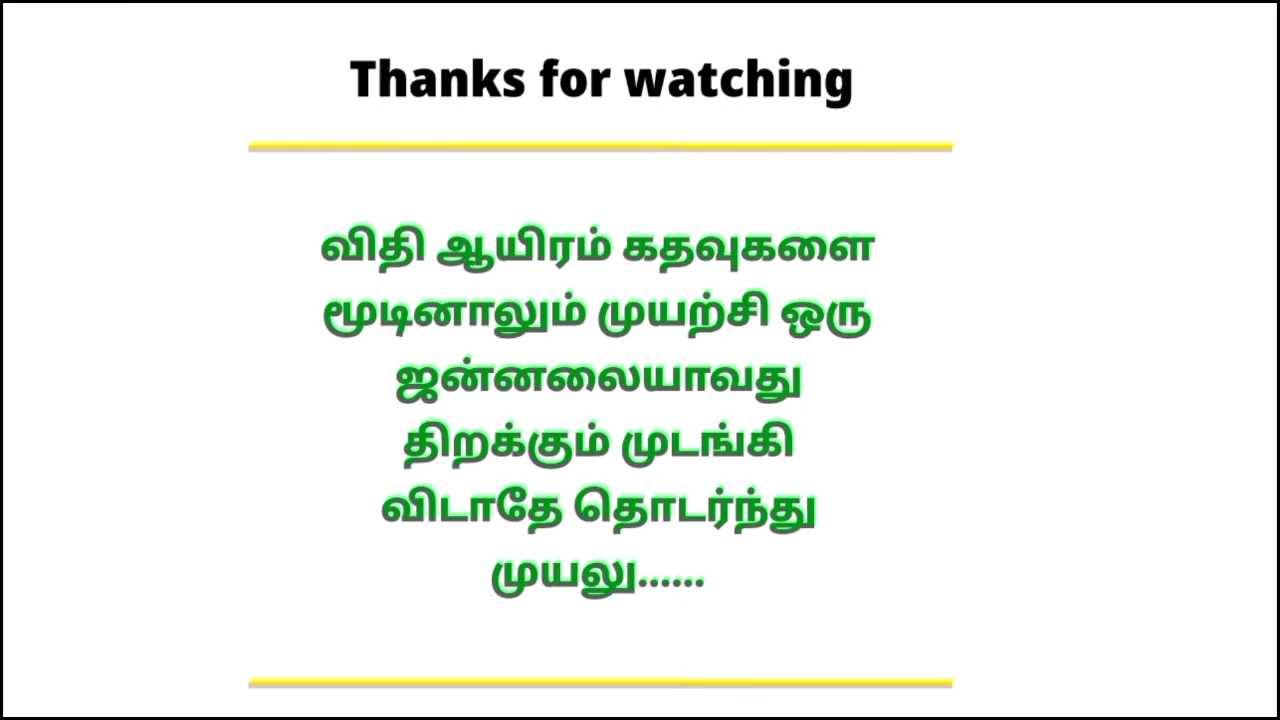 Thanks for watching
விதி ஆயிரம் கதவுகளை
மூடினாலும் முயற்சி ஒரு
ஜன்னலையாவது
திறக்கும் முடங்கி
விடாதே தொடர்ந்து
முயலு......